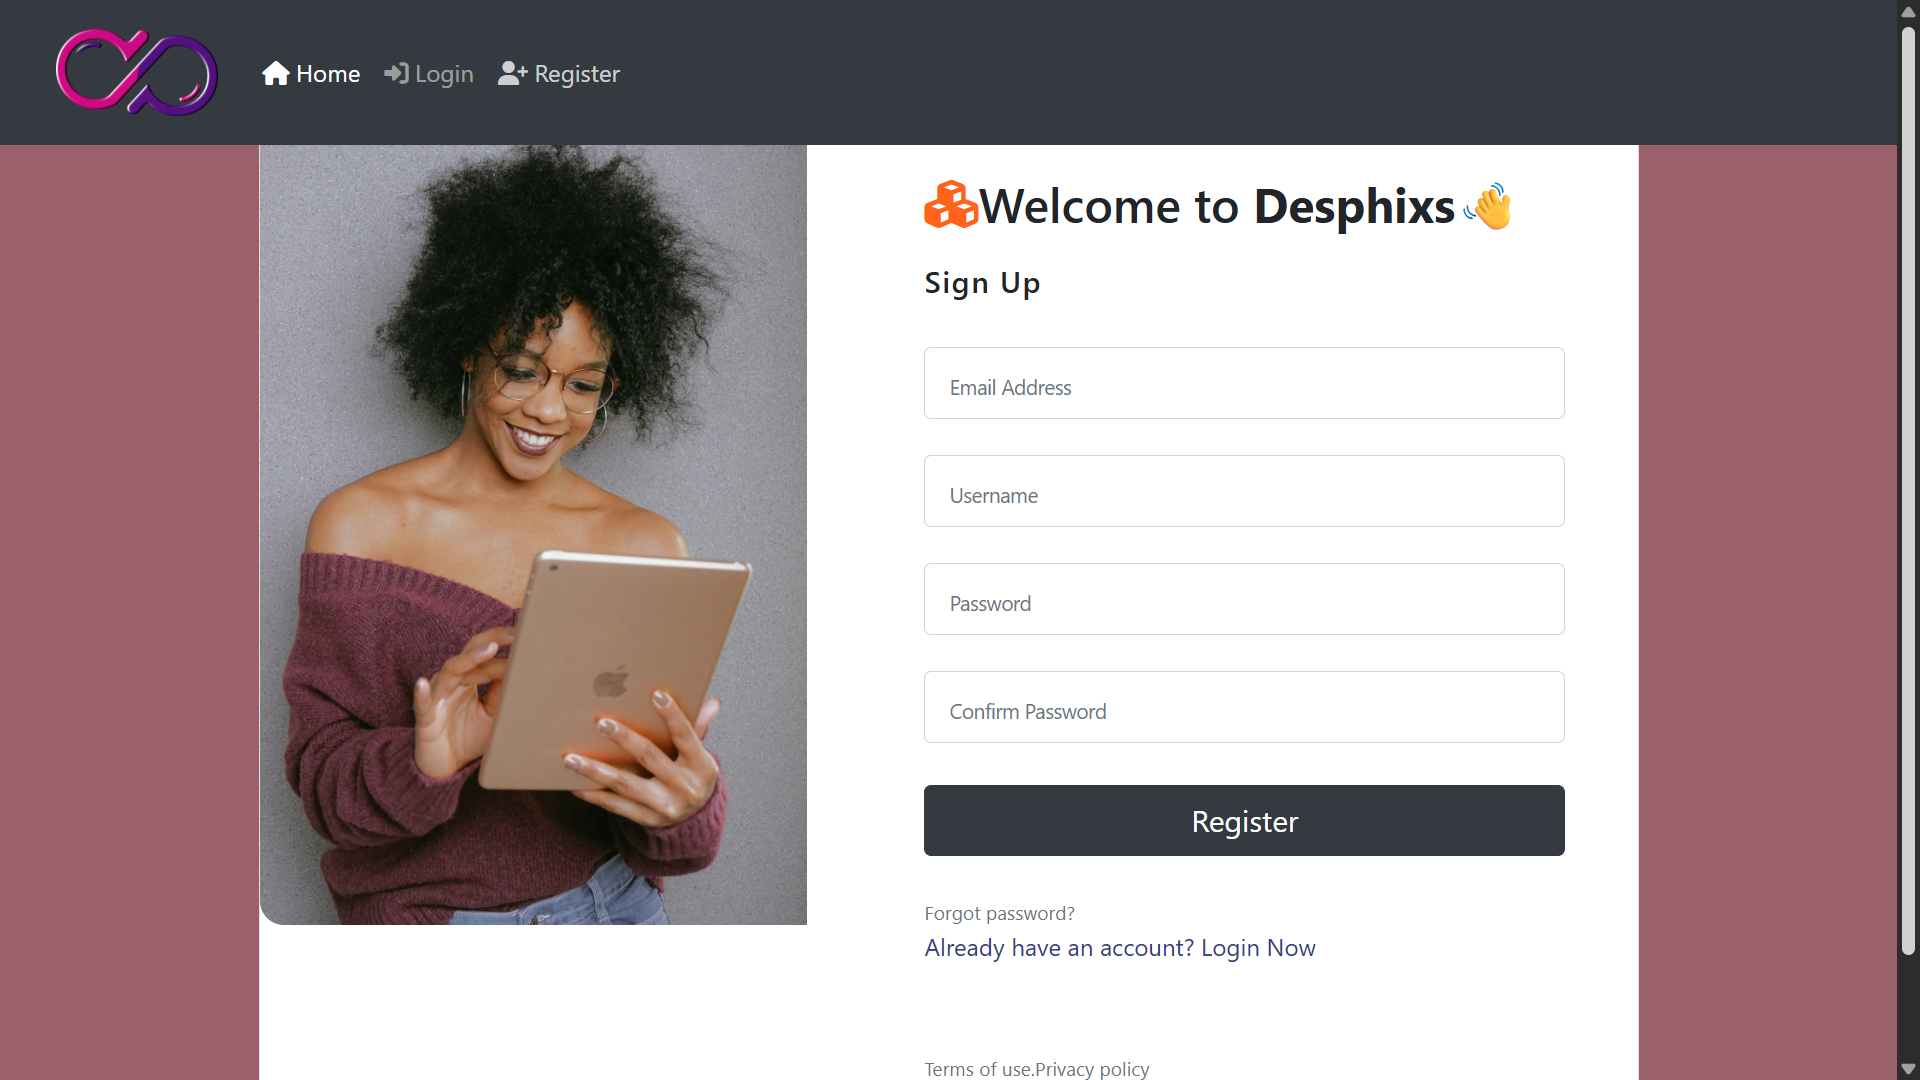 Home Login Register
Welcome to Desphixs
Sign Up
Email Address
Username
Password
Confirm Password
Register
Forgot password?
Already have an account? Login Now
Terms of use.Privacy policy